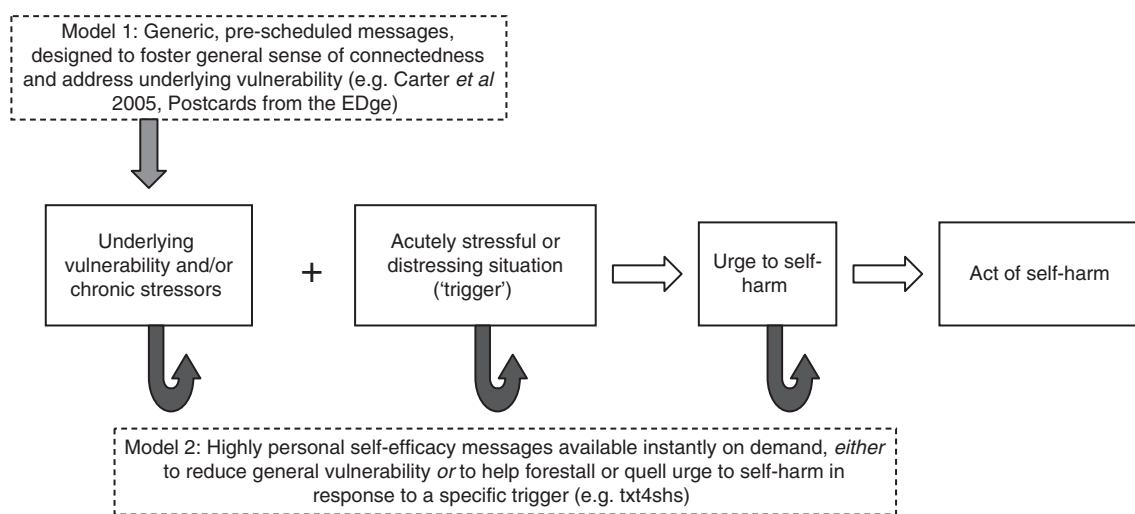 Model 1: Generic, pre-scheduled messages,
designed to foster general sense of connectedness
and address underlying vulnerability (e.g. Carter et al
2005, Postcards from the EDge)
Underlying
vulnerability and/or
chronic stressors
+
Acutely stressful or
distressing situation
(‘trigger’)
Urge to self-
harm
Act of self-harm
Model 2: Highly personal self-efficacy messages available instantly on demand, either
to reduce general vulnerability or to help forestall or quell urge to self-harm in
response to a specific trigger (e.g. txt4shs)